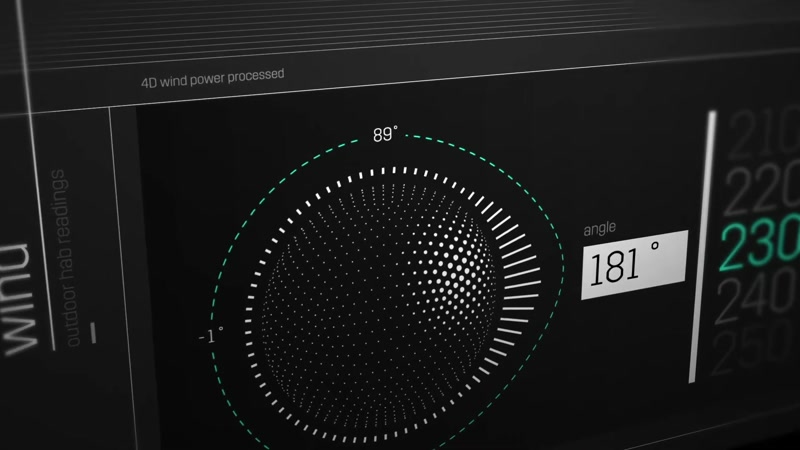 4D wind power processed
wind
outdoor hab readings
89°
-1°
angle
181°
210
220
230
240
250